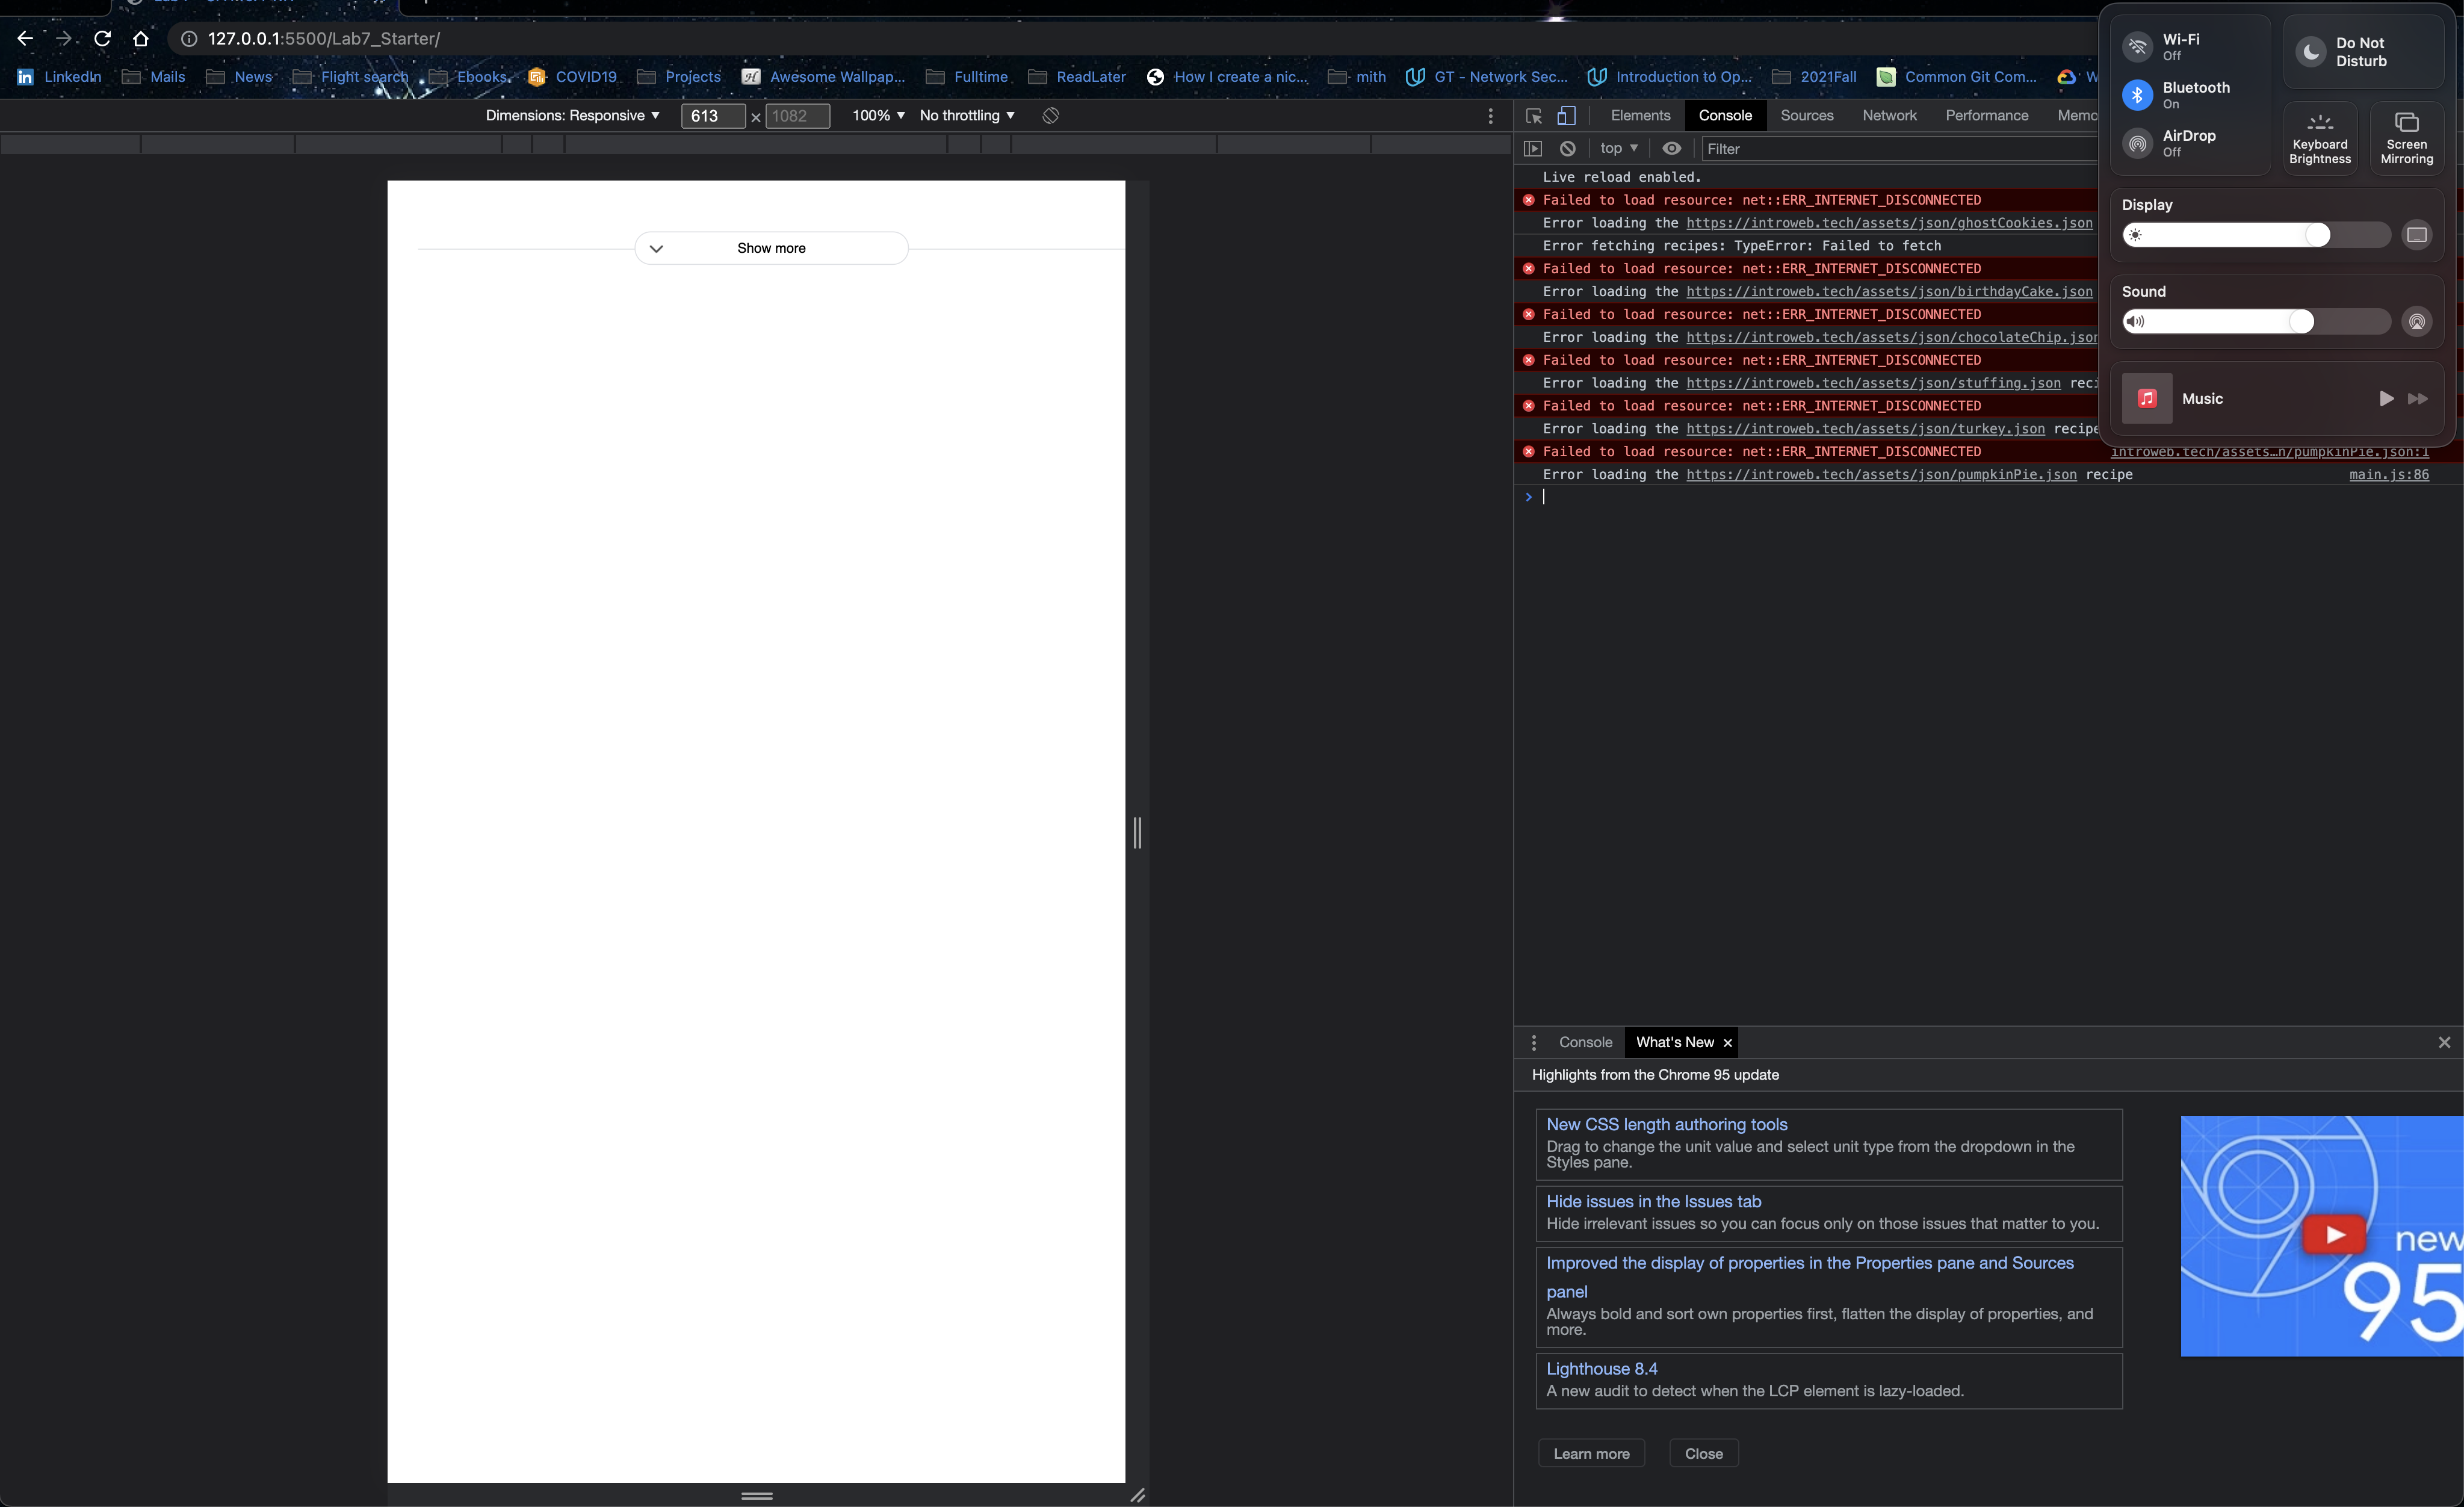 127.0.0.1:5500/Lab7_Starter/
in LinkedIn Mails News Flight search Ebooks COVID19 Projects H Awesome Wallpap... Fulltime ReadLater How I create a nic... mith GT - Network Sec... Introduction to Op... 2021Fall Common Git Com... W
Dimensions: Responsive 613 × 1082 100% No throttling
Elements Console Sources Network Performance Memo
top Filter
Show more
Live reload enabled.
Failed to load resource: net::ERR_INTERNET_DISCONNECTED
Error loading the https://introweb.tech/assets/json/ghostCookies.json
Error fetching recipes: TypeError: Failed to fetch
Failed to load resource: net::ERR_INTERNET_DISCONNECTED
Error loading the https://introweb.tech/assets/json/birthdayCake.json
Failed to load resource: net::ERR_INTERNET_DISCONNECTED
Error loading the https://introweb.tech/assets/json/chocolateChip.json
Failed to load resource: net::ERR_INTERNET_DISCONNECTED
Error loading the https://introweb.tech/assets/json/stuffing.json reci
Failed to load resource: net::ERR_INTERNET_DISCONNECTED
Error loading the https://introweb.tech/assets/json/turkey.json recipe
Failed to load resource: net::ERR_INTERNET_DISCONNECTED introweb.tech/assets…n/pumpkinPie.json:1
Error loading the https://introweb.tech/assets/json/pumpkinPie.json recipe main.js:86
Wi-Fi
Off
Bluetooth
On
AirDrop
Off
Do Not
Disturb
Keyboard
Brightness
Screen
Mirroring
Display
Sound
Music
Console What's New
Highlights from the Chrome 95 update
New CSS length authoring tools
Drag to change the unit value and select unit type from the dropdown in the
Styles pane.
Hide issues in the Issues tab
Hide irrelevant issues so you can focus only on those issues that matter to you.
Improved the display of properties in the Properties pane and Sources
panel
Always bold and sort own properties first, flatten the display of properties, and
more.
Lighthouse 8.4
A new audit to detect when the LCP element is lazy-loaded.
Learn more Close
new
95